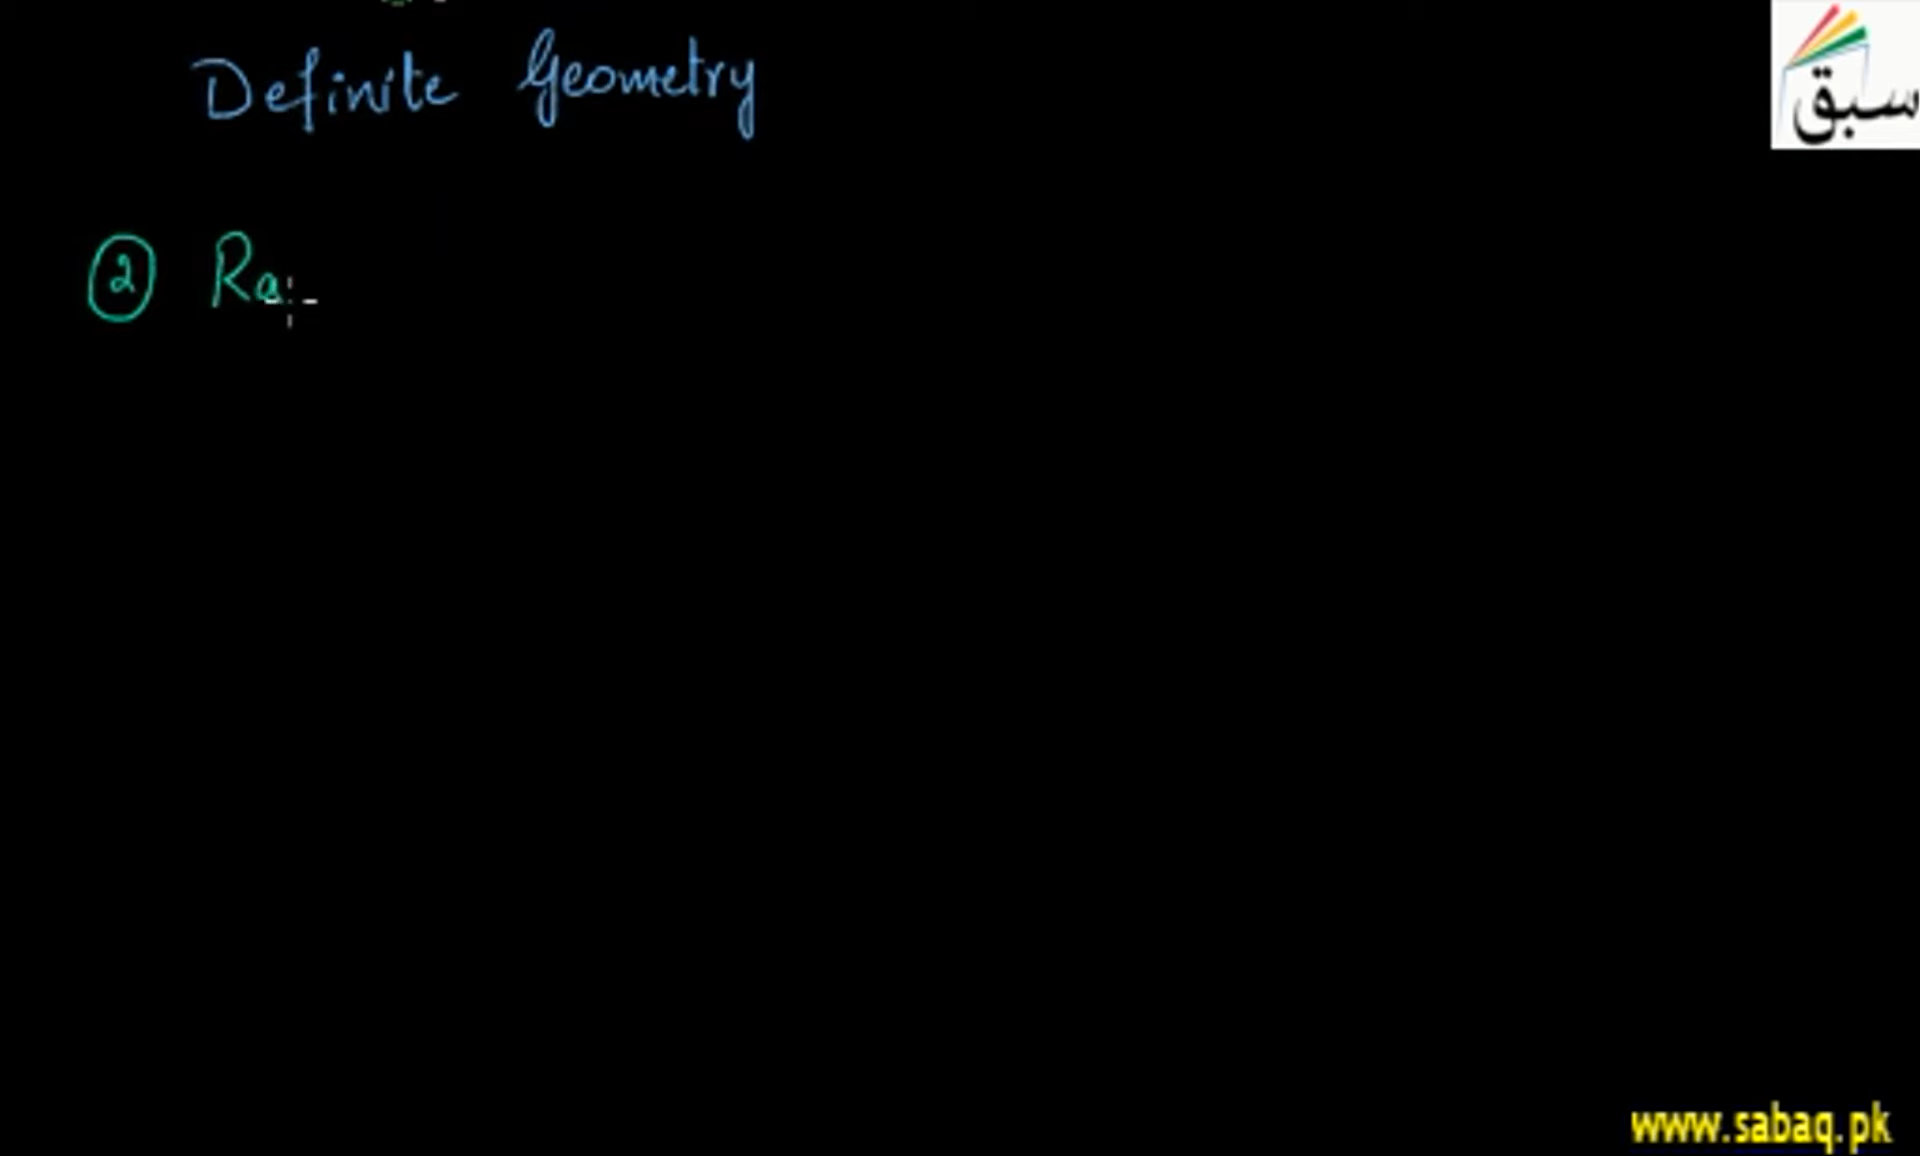 سبق
Definite Geometry
② Ra
www.sabaq.pk